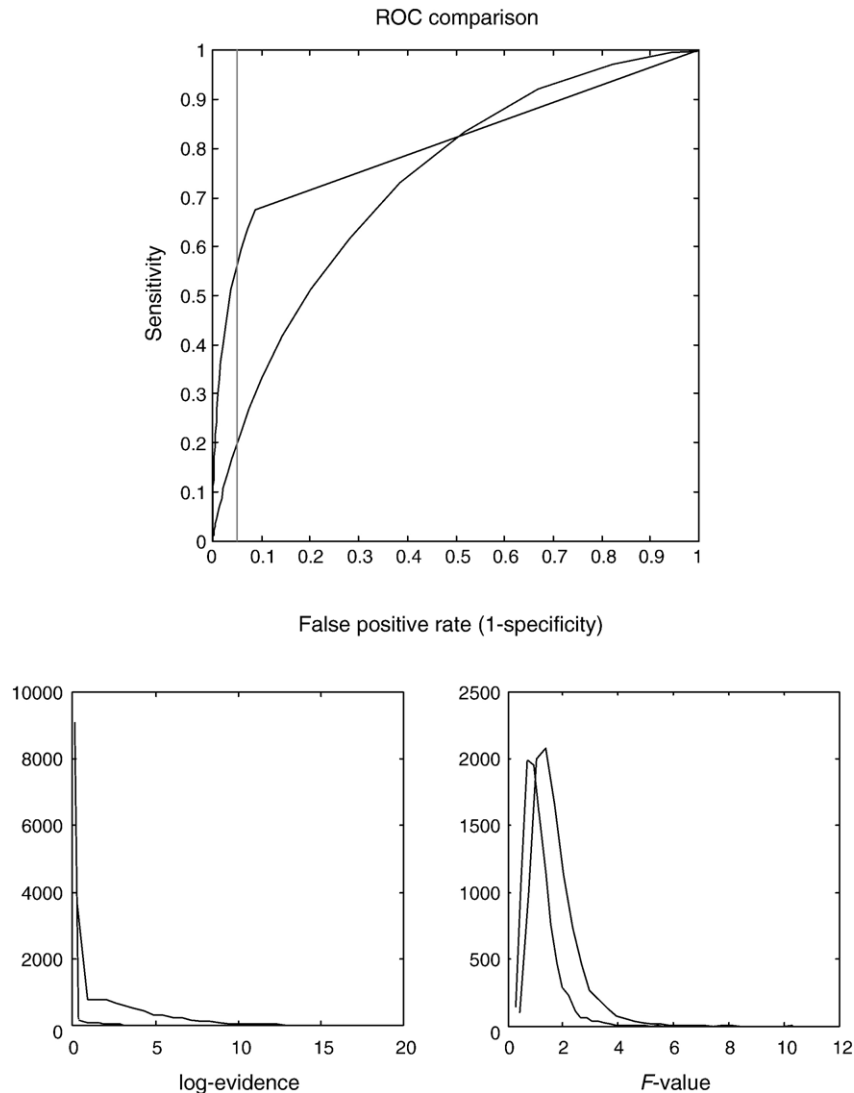 ROC comparison
1
0.9
0.8
0.7
0.6
0.5
0.4
0.3
0.2
0.1
0
Sensitivity
0 0.1 0.2 0.3 0.4 0.5 0.6 0.7 0.8 0.9 1
False positive rate (1-specificity)
10000
8000
6000
4000
2000
0
0 5 10 15 20
log-evidence
2500
2000
1500
1000
500
0
0 2 4 6 8 10 12
F-value